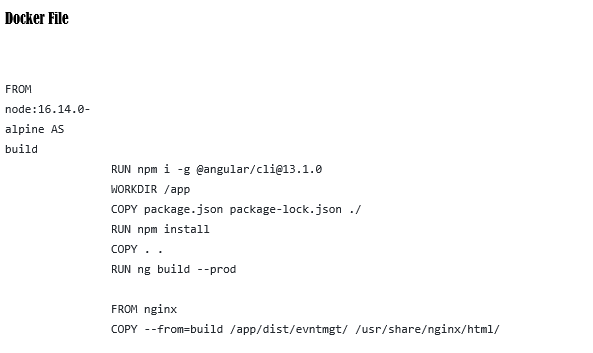 Docker File
FROM
node:16.14.0-
alpine AS
build
RUN npm i -g @angular/cli@13.1.0
WORKDIR /app
COPY package.json package-lock.json ./
RUN npm install
COPY . .
RUN ng build --prod
FROM nginx
COPY --from=build /app/dist/evntmgt/ /usr/share/nginx/html/